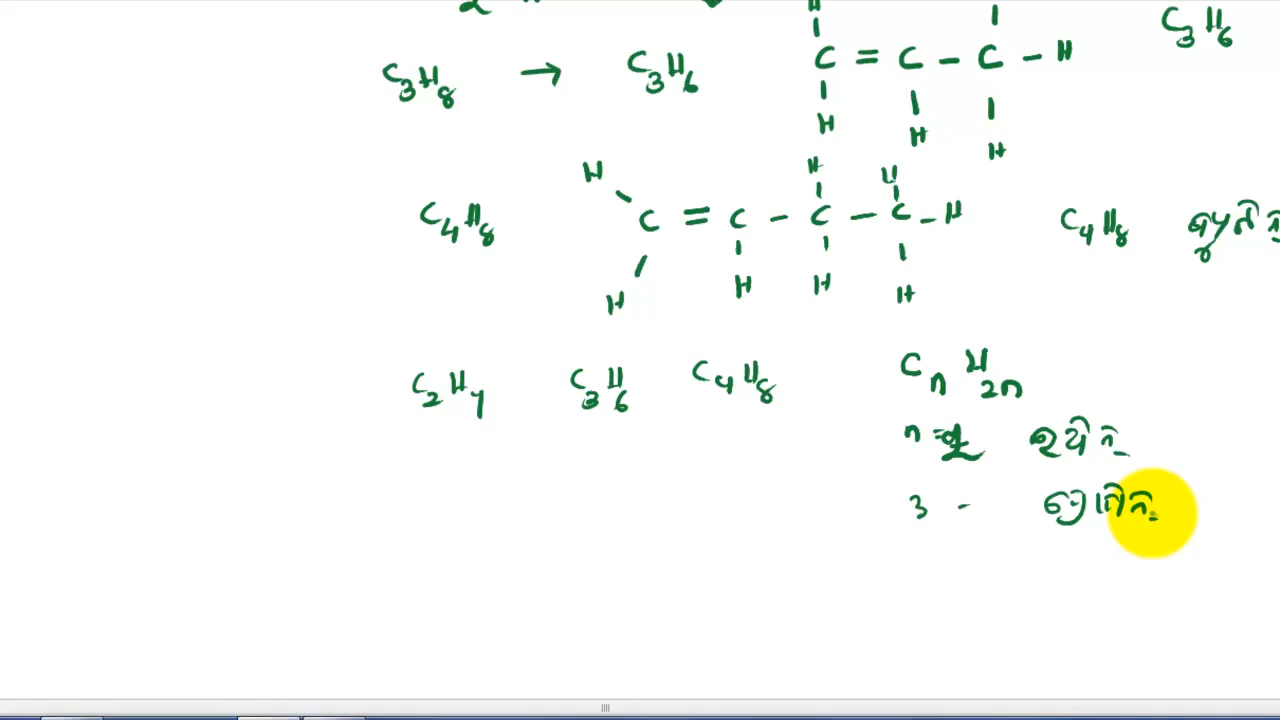 C3H8 → C3H6 C = C - C - H C3H6
H H H
H H H
C4H8 C = C - C - C - H C4H8 ବ୍ୟୁଟିନ୍
H H H H
C2H4 C3H6 C4H8 CnH2n
n = 2 ଇଥିନ୍
3 - ପ୍ରୋପିନ୍